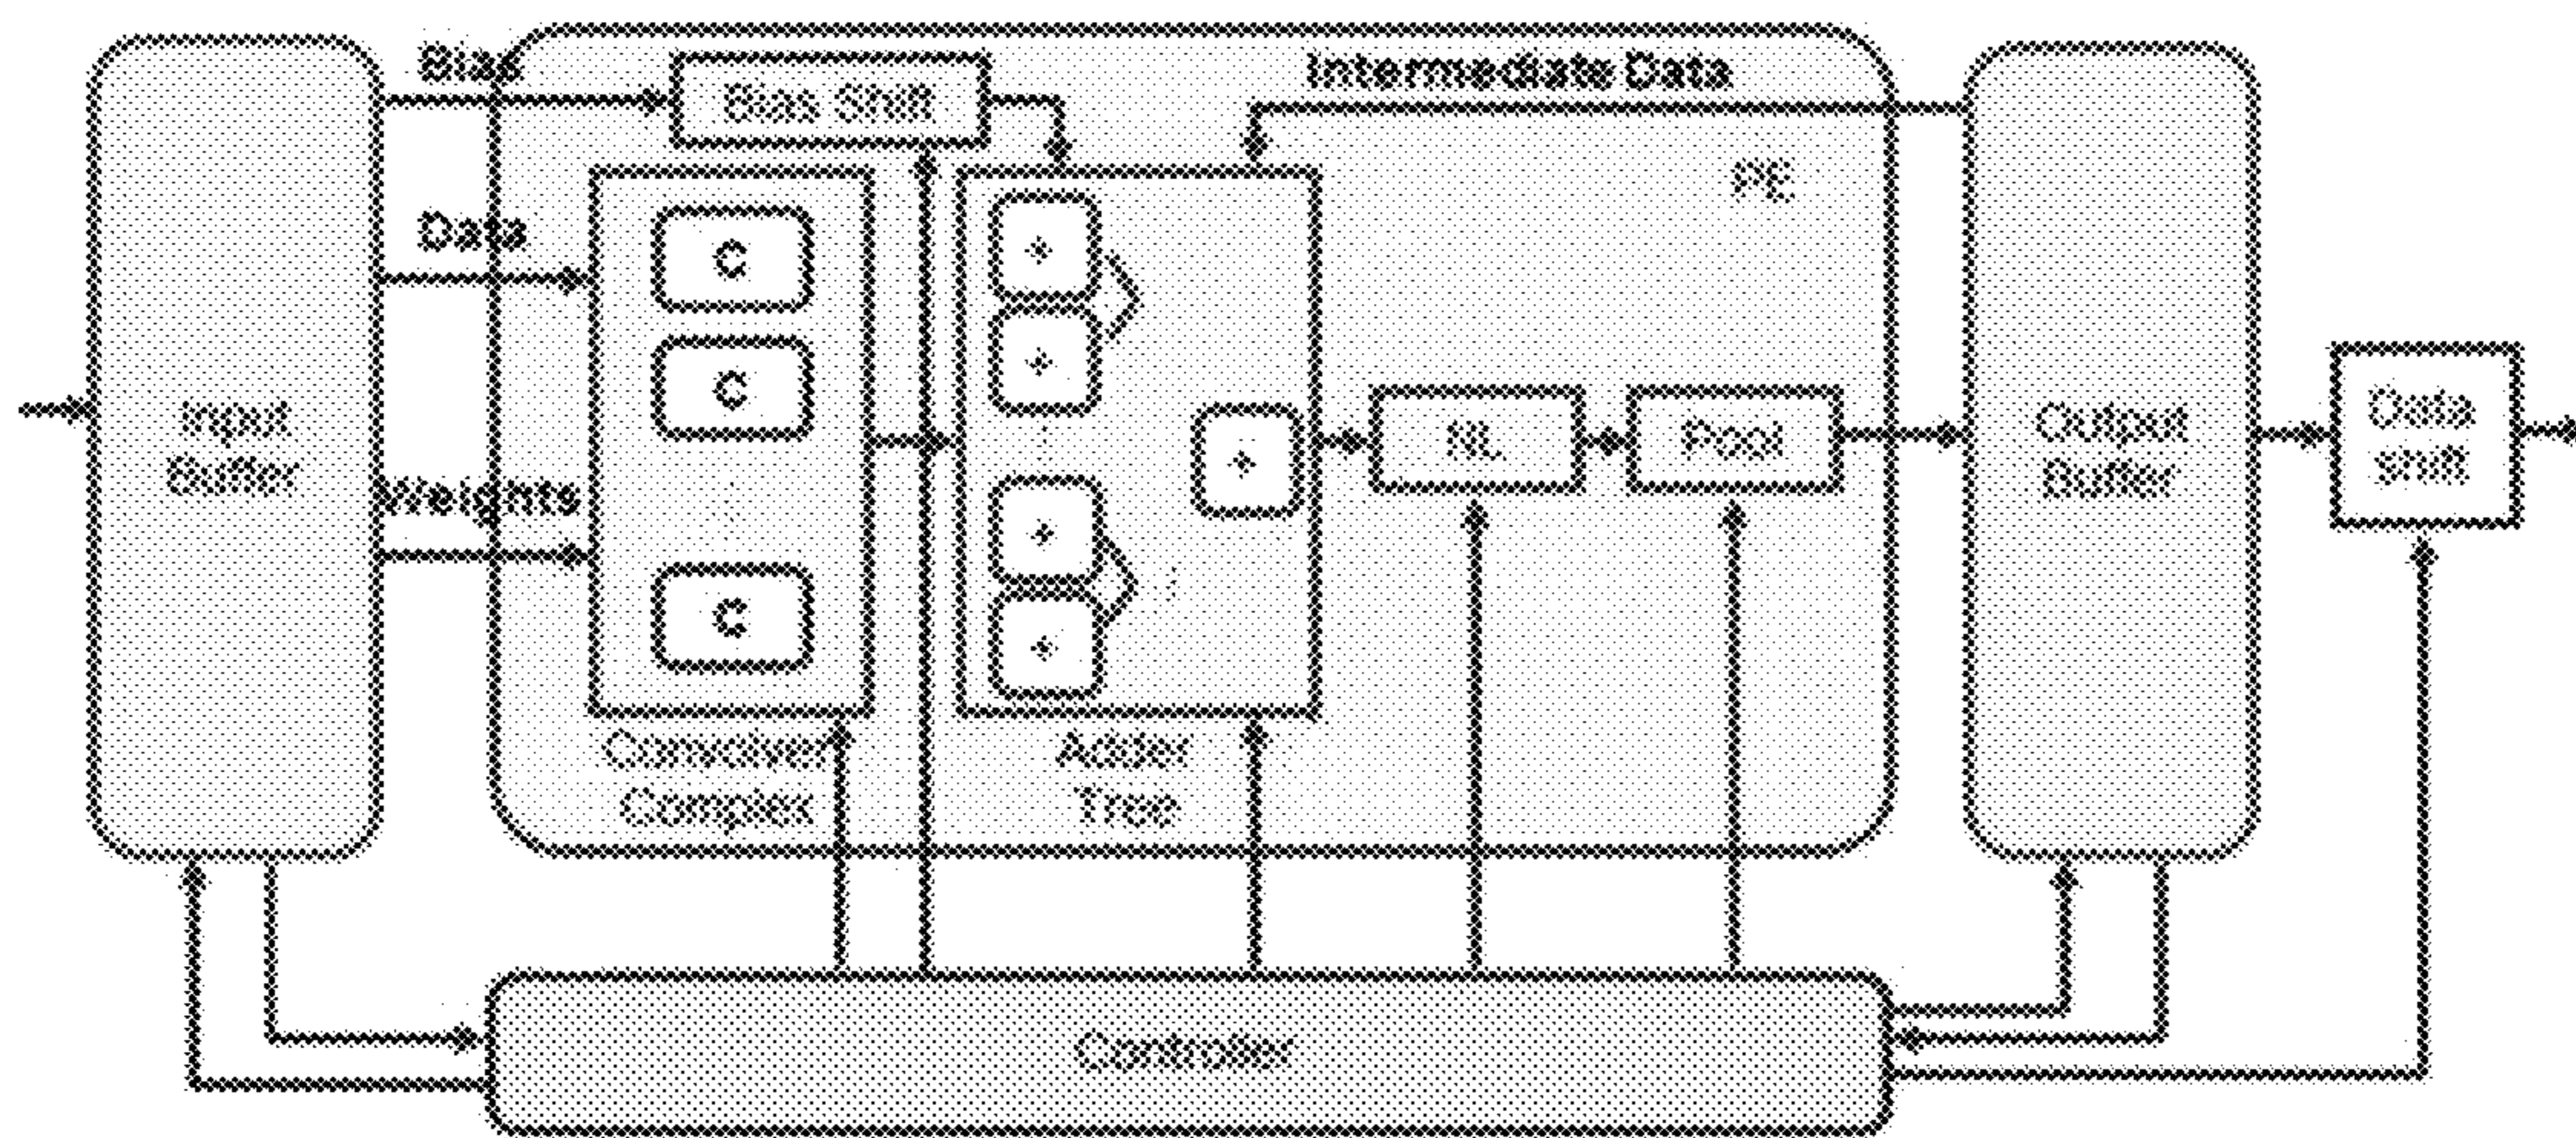 Bias
Bias Shift
Intermediate Data
PE
Data
C
+
C
+
Input
Buffer
Weights
+
NL
Pool
Output
Buffer
Data
shift
+
C
+
Convolver
Complex
Adder
Tree
Controller